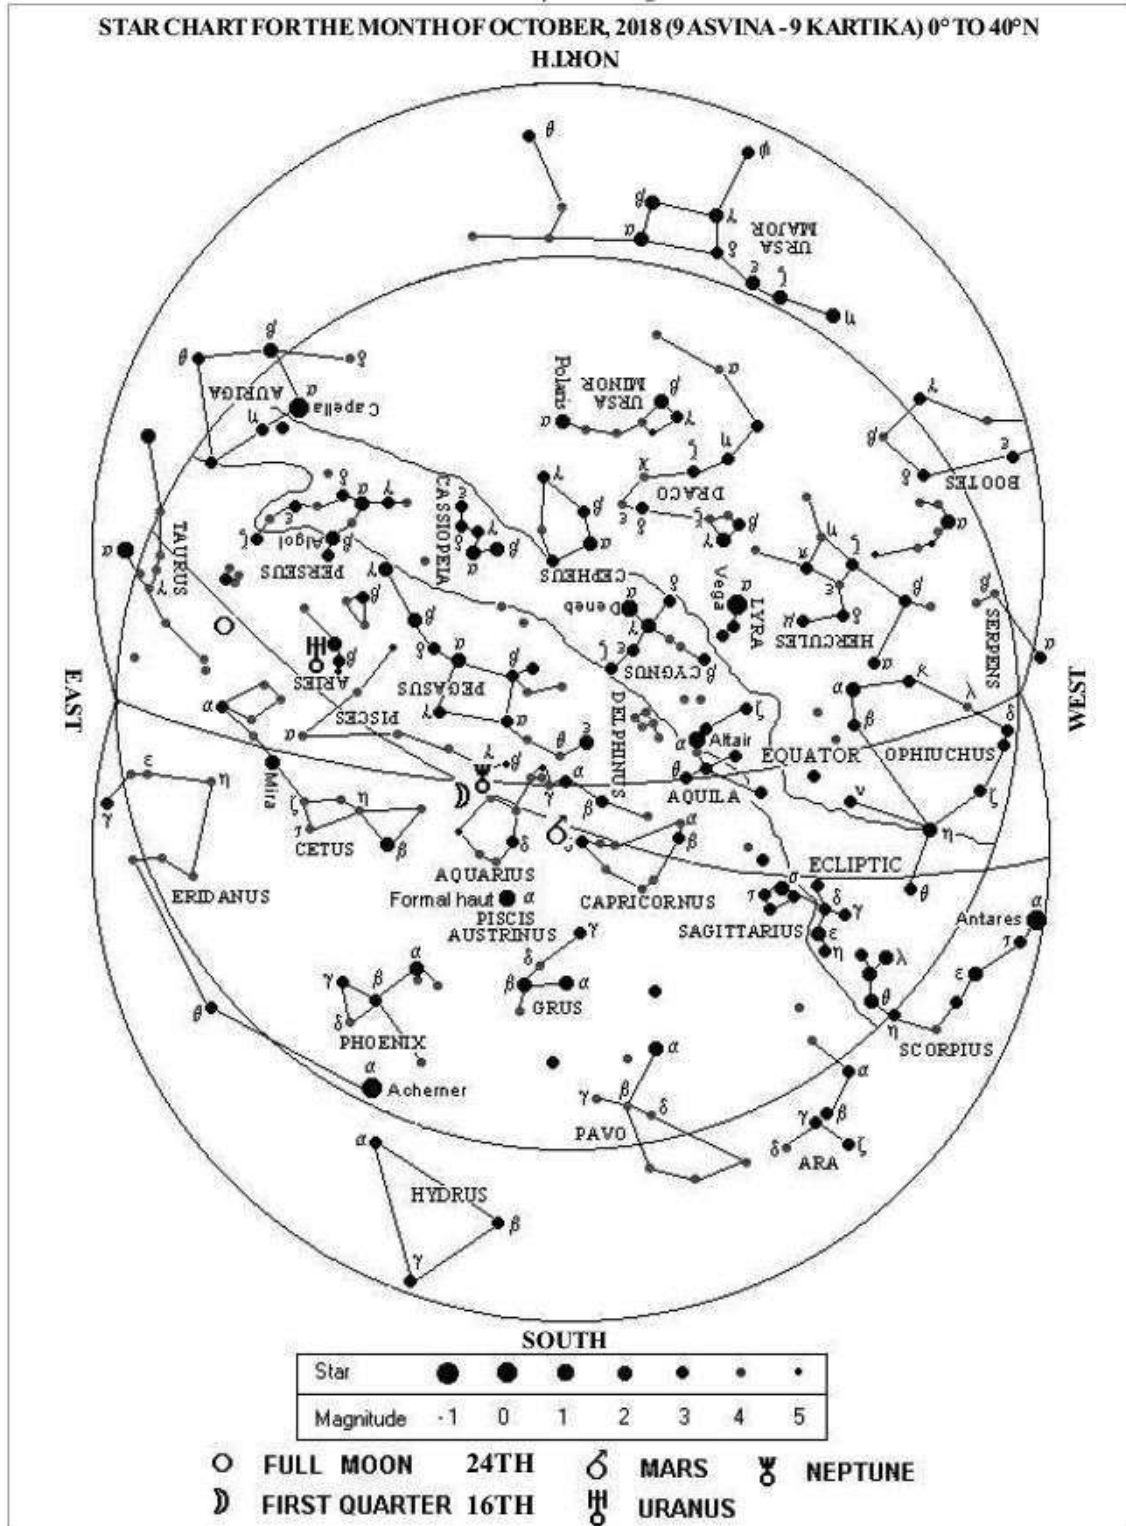 STAR CHART FOR THE MONTH OF OCTOBER, 2018 (9 ASVINA - 9 KARTIKA) 0° TO 40°N
NORTH
θ
φ
β
γ
α
δ
URSA MAJOR
ε
ζ
η
β
θ
δ
AURIGA
α
Capella
η
Polaris
α
URSA MINOR
β
γ
α
η
ζ
χ
DRACO
ε
δ
ζ
β
γ
γ
β
ε
δ
BOOTES
α
TAURUS
α
γ
δ
α
γ
ε
ζ
Algol
β
PERSEUS
CASSIOPEIA
ε
γ
δ
β
α
γ
β
α
CEPHEUS
η
ζ
π
ε
β
δ
μ
HERCULES
α
β
SERPENS
α
γ
β
δ
α
β
PEGASUS
γ
α
θ
ε
α
Deneb
δ
γ
ε
ζ
CYGNUS
β
Vega
α
LYRA
β
β
ARIES
EAST
WEST
PISCES
α
α
Mira
DELPHINUS
ζ
α
Altair
θ
AQUILA
EQUATOR
α
κ
λ
β
δ
OPHIUCHUS
ν
ζ
η
θ
ε
η
γ
ERIDANUS
ζ
η
τ
CETUS
β
γ
β
γ
α
β
δ
AQUARIUS
α
CAPRICORNUS
ECLIPTIC
σ
τ
δ
γ
SAGITTARIUS
ε
η
Formal haut
α
PISCIS
AUSTRINUS
γ
δ
β
α
GRUS
Antares
α
τ
λ
ε
θ
η
SCORPIUS
γ
β
α
δ
PHOENIX
θ
α
Acherner
α
γ
β
δ
PAVO
α
β
γ
δ
ζ
ARA
α
HYDRUS
β
γ
SOUTH
Star
Magnitude -1 0 1 2 3 4 5
FULL MOON 24TH MARS NEPTUNE
FIRST QUARTER 16TH URANUS